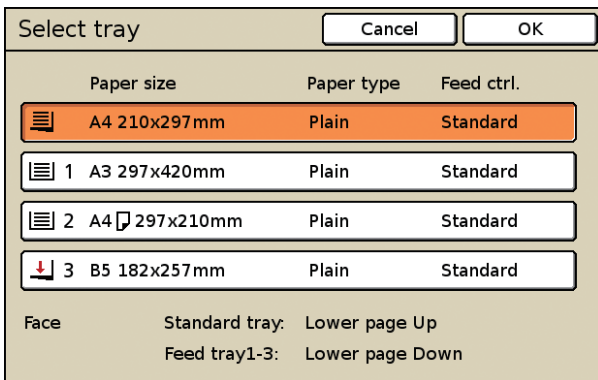 Select tray Cancel OK
Paper size Paper type Feed ctrl.
A4 210x297mm Plain Standard
1 A3 297x420mm Plain Standard
2 A4 297x210mm Plain Standard
3 B5 182x257mm Plain Standard
Face Standard tray: Lower page Up
Feed tray1-3: Lower page Down